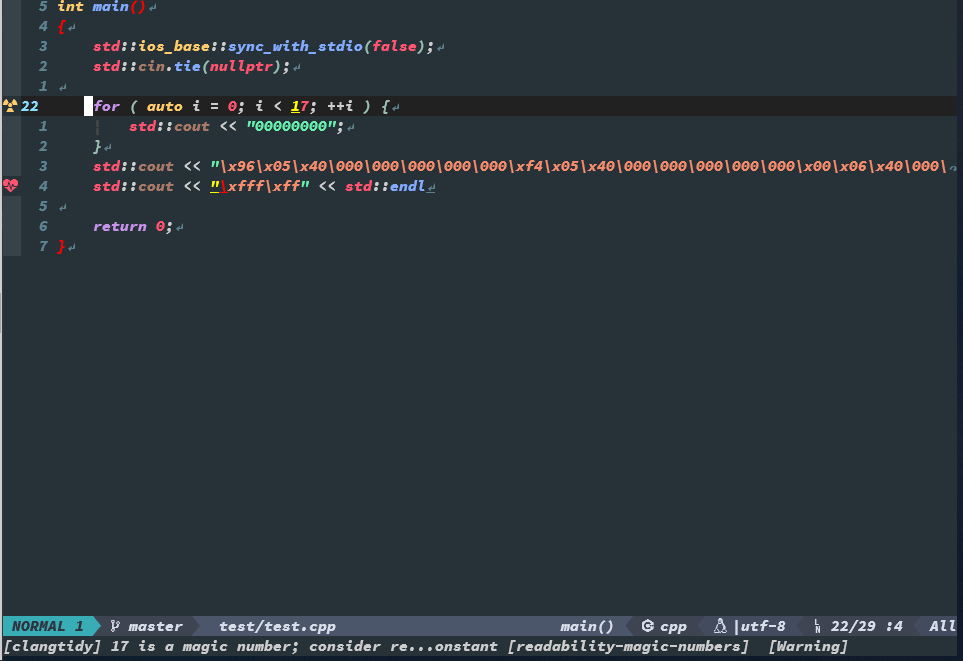 5 int main()
4 {
3 std::ios_base::sync_with_stdio(false);
2 std::cin.tie(nullptr);
1
22 for ( auto i = 0; i < 17; ++i ) {
1 std::cout << "00000000";
2 }
3 std::cout << "\x96\x05\x40\000\000\000\000\000\xf4\x05\x40\000\000\000\000\000\x00\x06\x40\000\
4 std::cout << "\xfff\xff" << std::endl
5
6 return 0;
7 }
NORMAL 1 master test/test.cpp main() cpp |utf-8 LN 22/29 :4 All
[clangtidy] 17 is a magic number; consider re...onstant [readability-magic-numbers] [Warning]